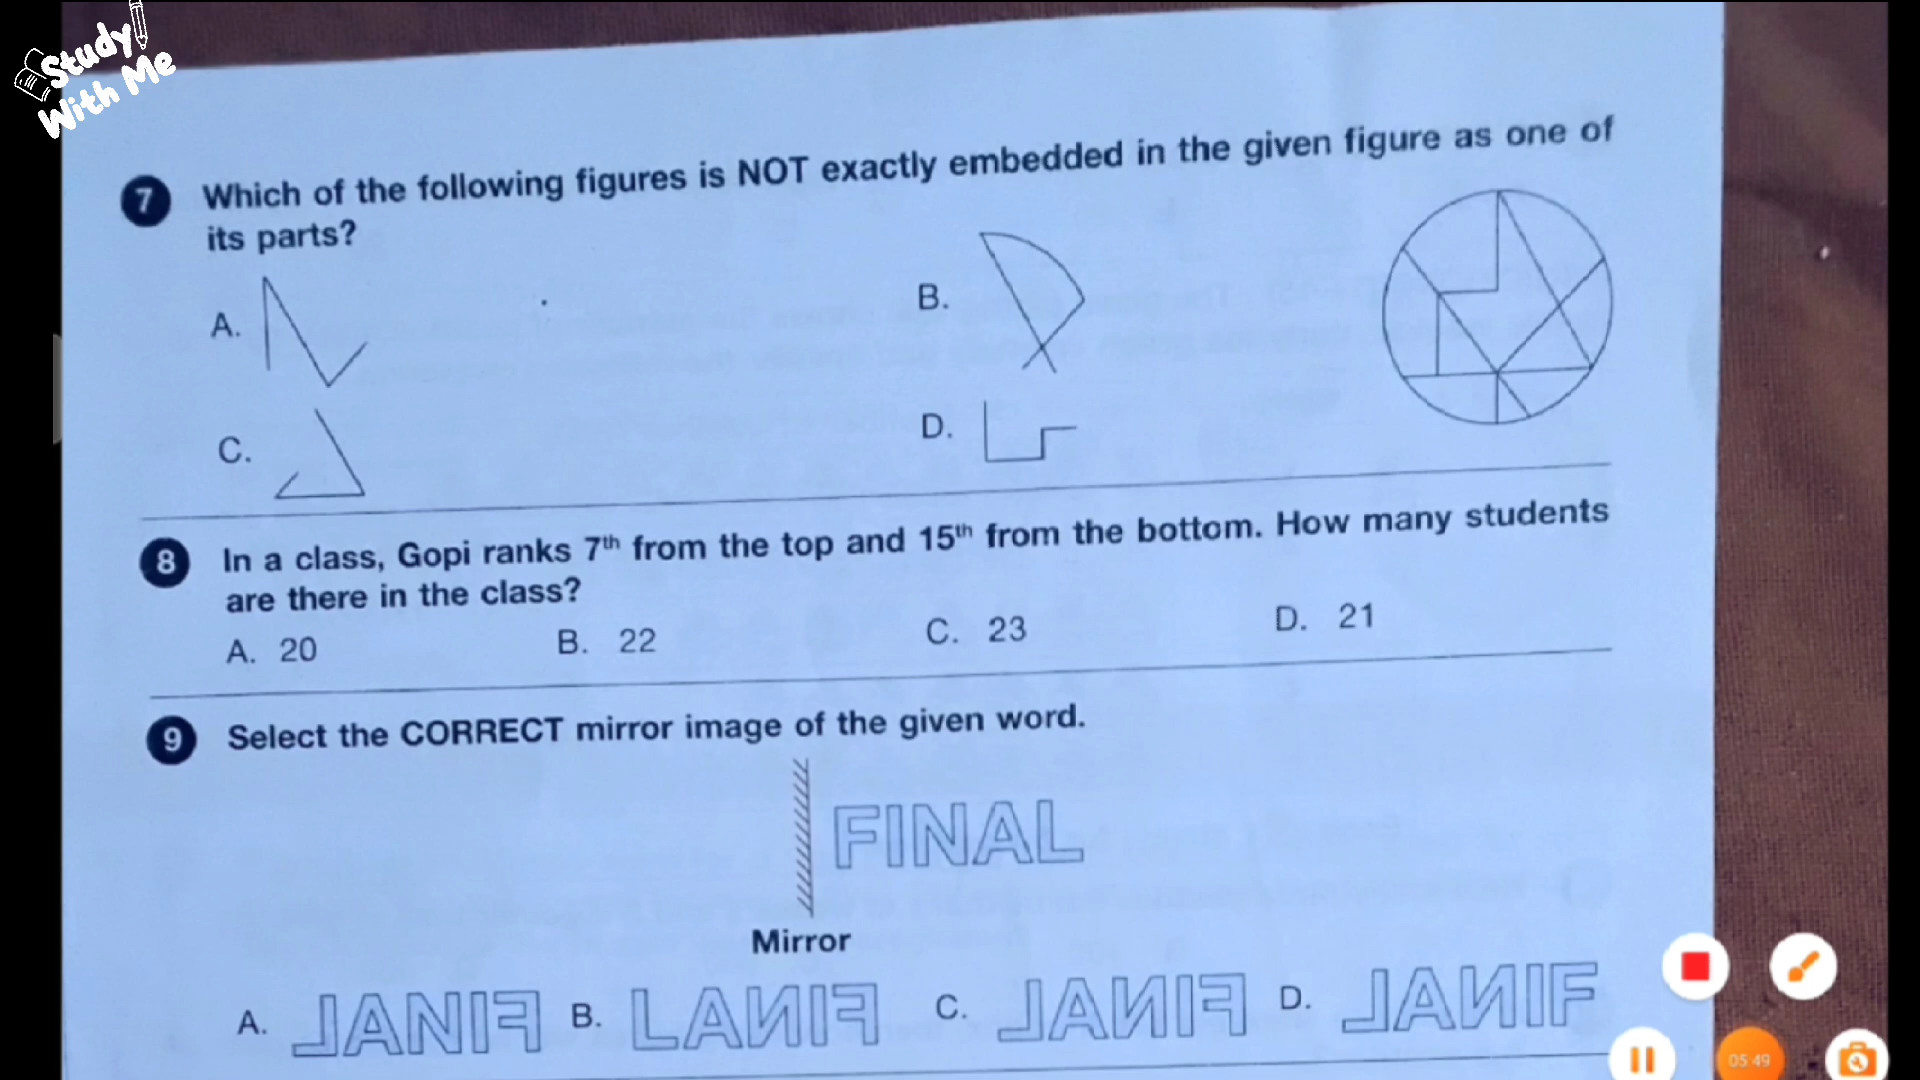 Study
With Me
7 Which of the following figures is NOT exactly embedded in the given figure as one of
its parts?
A. B.
C. D.
8 In a class, Gopi ranks 7th from the top and 15th from the bottom. How many students
are there in the class?
A. 20 B. 22 C. 23 D. 21
9 Select the CORRECT mirror image of the given word.
FINAL
Mirror
A. B. C. D.
05:49